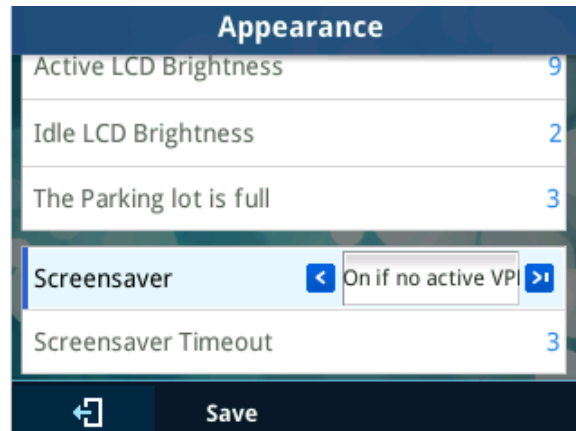 Appearance
Active LCD Brightness 9
Idle LCD Brightness 2
The Parking lot is full 3
Screensaver On if no active VP
Screensaver Timeout 3
Save